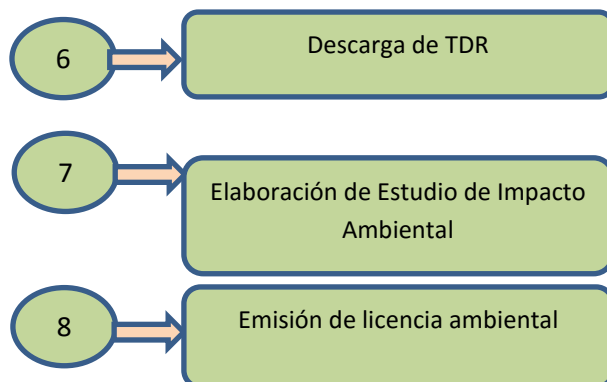 6
Descarga de TDR
7
Elaboración de Estudio de Impacto
Ambiental
8
Emisión de licencia ambiental